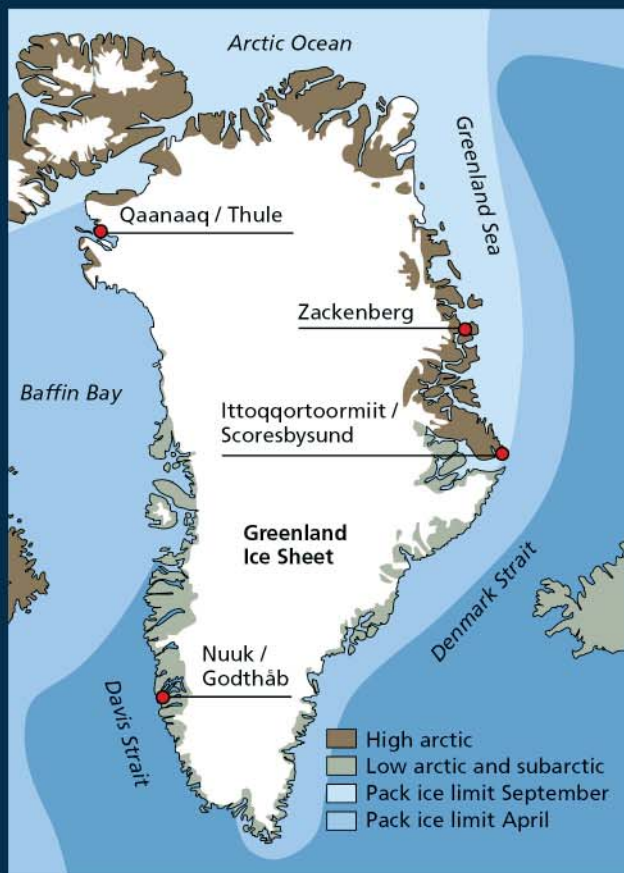 Arctic Ocean
Greenland Sea
Qaanaaq / Thule
Zackenberg
Baffin Bay
Ittoqqortoormiit /
Scoresbysund
Greenland
Ice Sheet
Denmark Strait
Nuuk /
Godthåb
Davis Strait
High arctic
Low arctic and subarctic
Pack ice limit September
Pack ice limit April